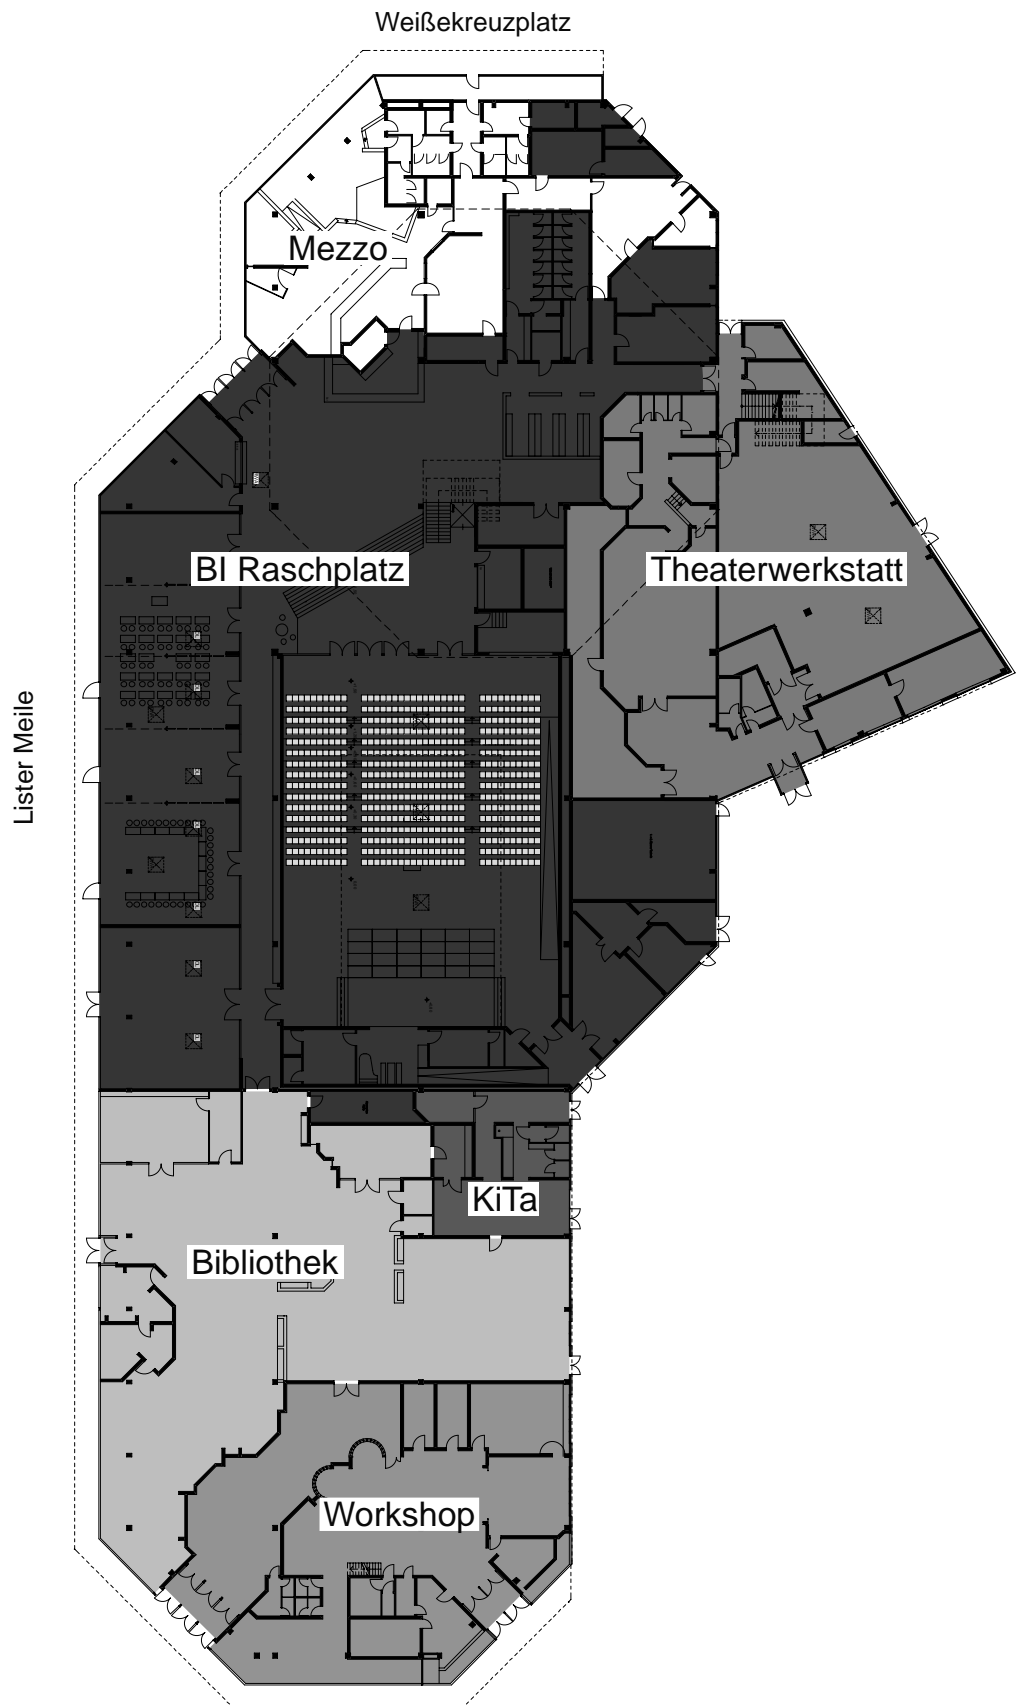 Weißekreuzplatz
Mezzo
BI Raschplatz
Theaterwerkstatt
Lister Meile
KiTa
Bibliothek
Workshop